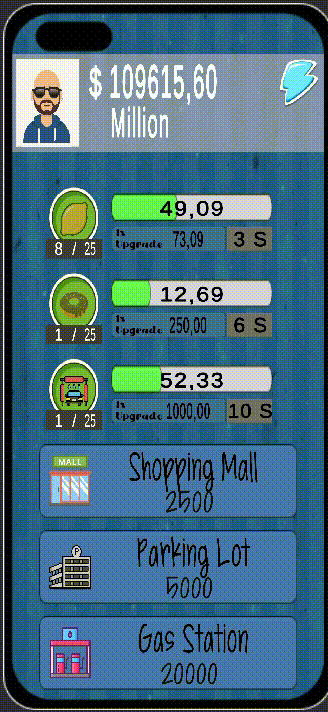 $ 109615,60
Million
49,09
8 / 25
1x
Upgrade 73,09 3 S
12,69
1 / 25
1x
Upgrade 250,00 6 S
52,33
1 / 25
1x
Upgrade 1000,00 10 S
MALL
Shopping Mall
2500
P
Parking Lot
5000
Gas Station
20000